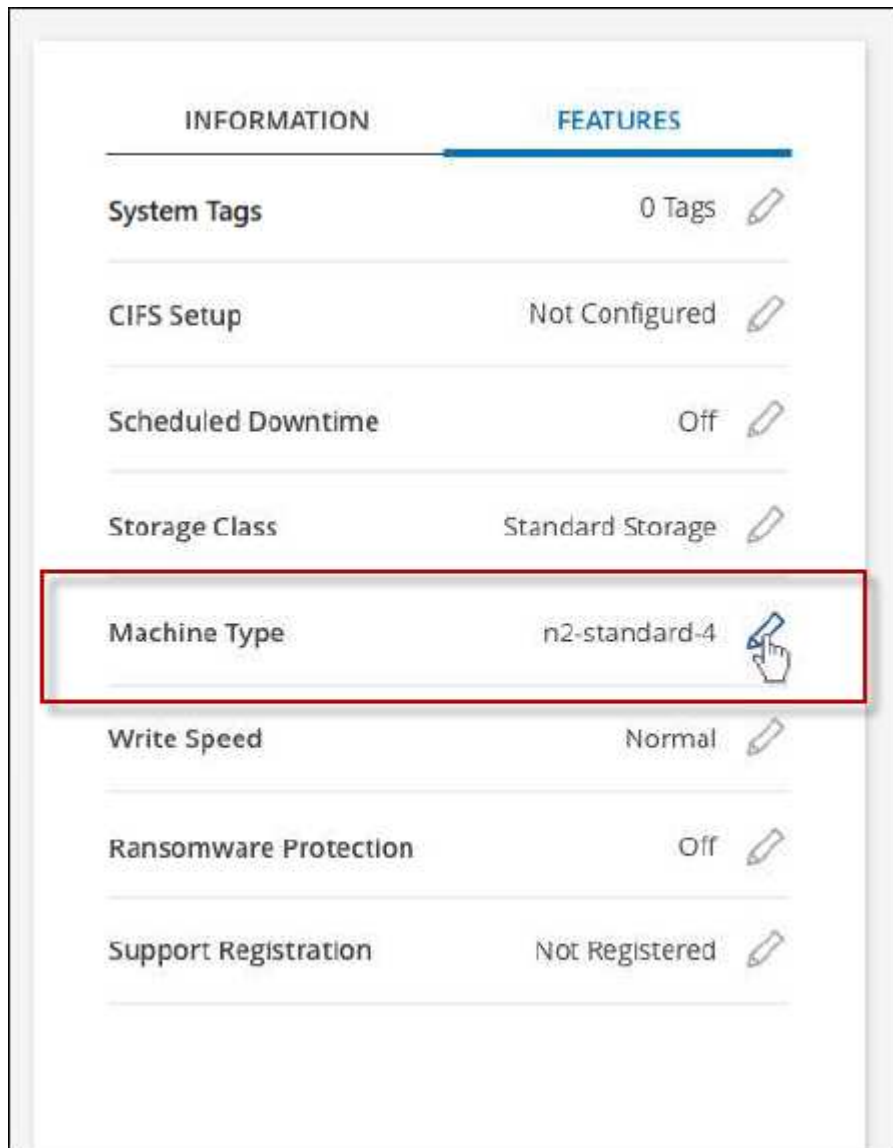 INFORMATION FEATURES
System Tags 0 Tags
CIFS Setup Not Configured
Scheduled Downtime Off
Storage Class Standard Storage
Machine Type n2-standard-4
Write Speed Normal
Ransomware Protection Off
Support Registration Not Registered